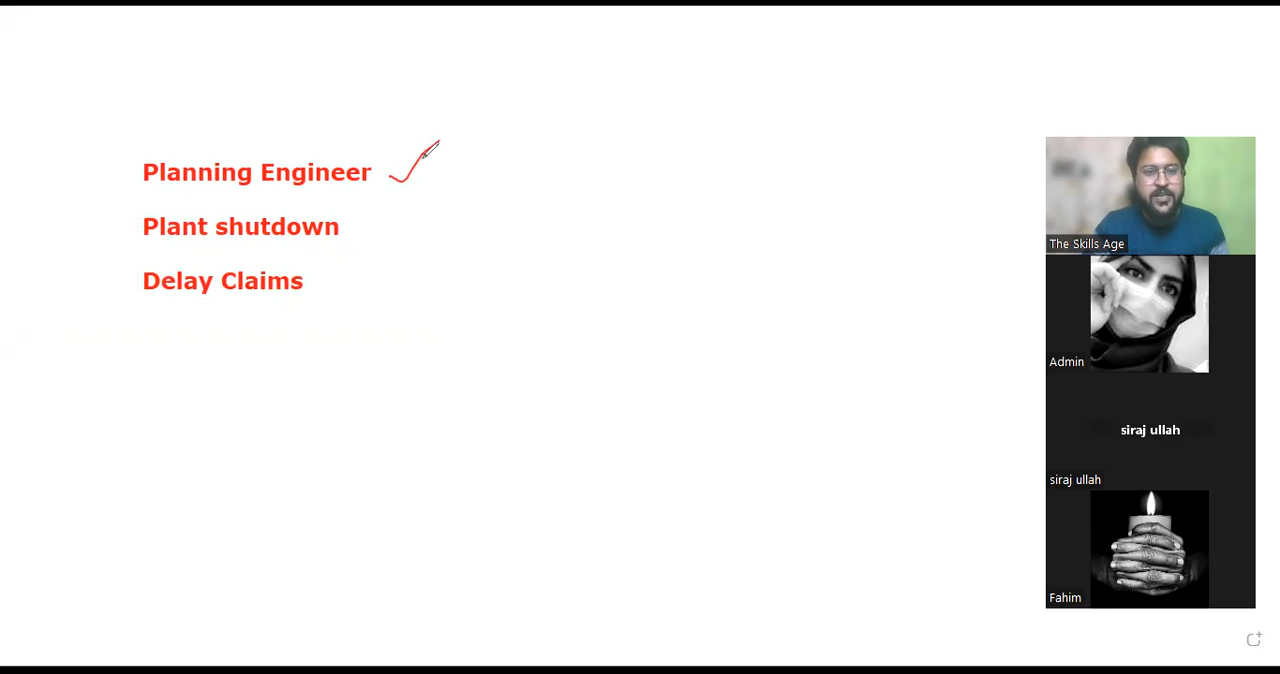 Planning Engineer
Plant shutdown
Delay Claims
The Skills Age
Admin
siraj ullah
siraj ullah
Fahim